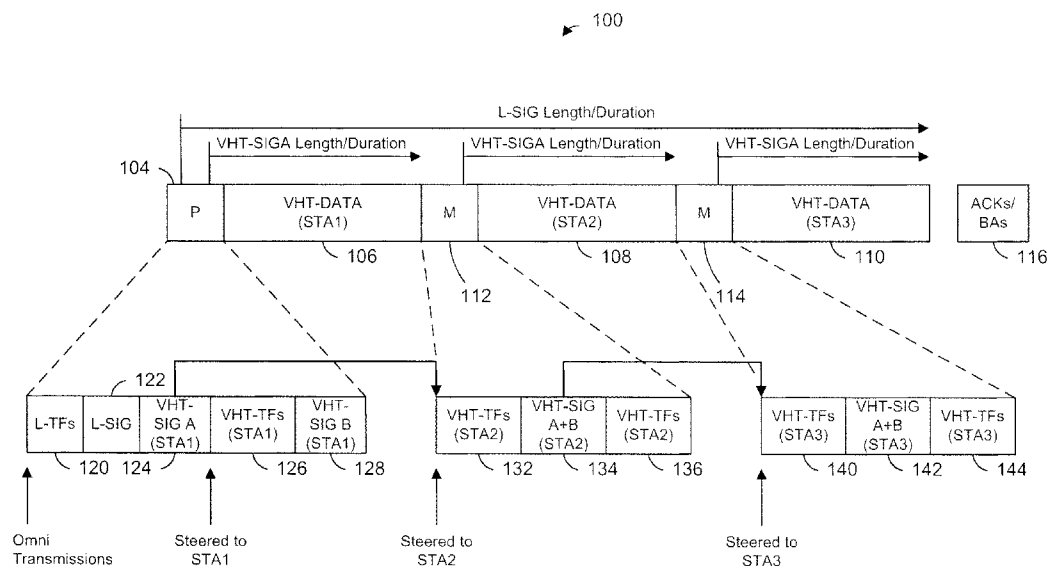 100
L-SIG Length/Duration
VHT-SIGA Length/Duration
VHT-SIGA Length/Duration
VHT-SIGA Length/Duration
104
P
VHT-DATA
(STA1)
M
VHT-DATA
(STA2)
M
VHT-DATA
(STA3)
ACKs/
BAs
106
112
108
114
110
116
122
L-TFs
L-SIG
VHT-
SIG A
(STA1)
VHT-TFs
(STA1)
VHT-
SIG B
(STA1)
VHT-TFs
(STA2)
VHT-SIG
A+B
(STA2)
VHT-TFs
(STA2)
VHT-TFs
(STA3)
VHT-SIG
A+B
(STA3)
VHT-TFs
(STA3)
120
124
126
128
132
134
136
140
142
144
Omni
Transmissions
Steered to
STA1
Steered to
STA2
Steered to
STA3